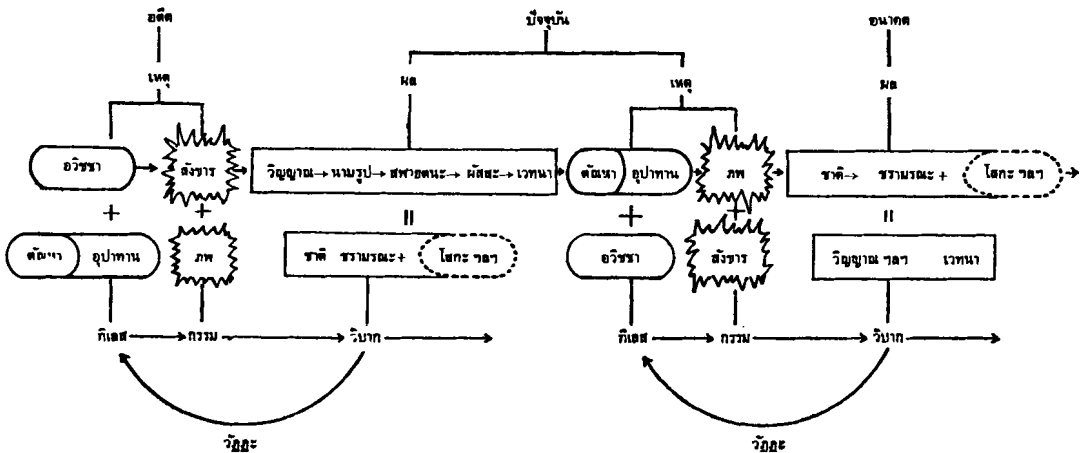 อดีต ปัจจุบัน อนาคต
เหตุ ผล เหตุ ผล
อวิชชา สังขาร วิญญาณ นามรูป สฬายตนะ ผัสสะ เวทนา ตัณหา อุปาทาน ภพ ชาติ ชรามรณะ + โสกะ ฯลฯ
+ + = + + =
ตัณหา อุปาทาน ภพ ชาติ ชรามรณะ + โสกะ ฯลฯ อวิชชา สังขาร วิญญาณ ฯลฯ เวทนา
กิเลส กรรม วิบาก กิเลส กรรม วิบาก
วัฏฏะ วัฏฏะ